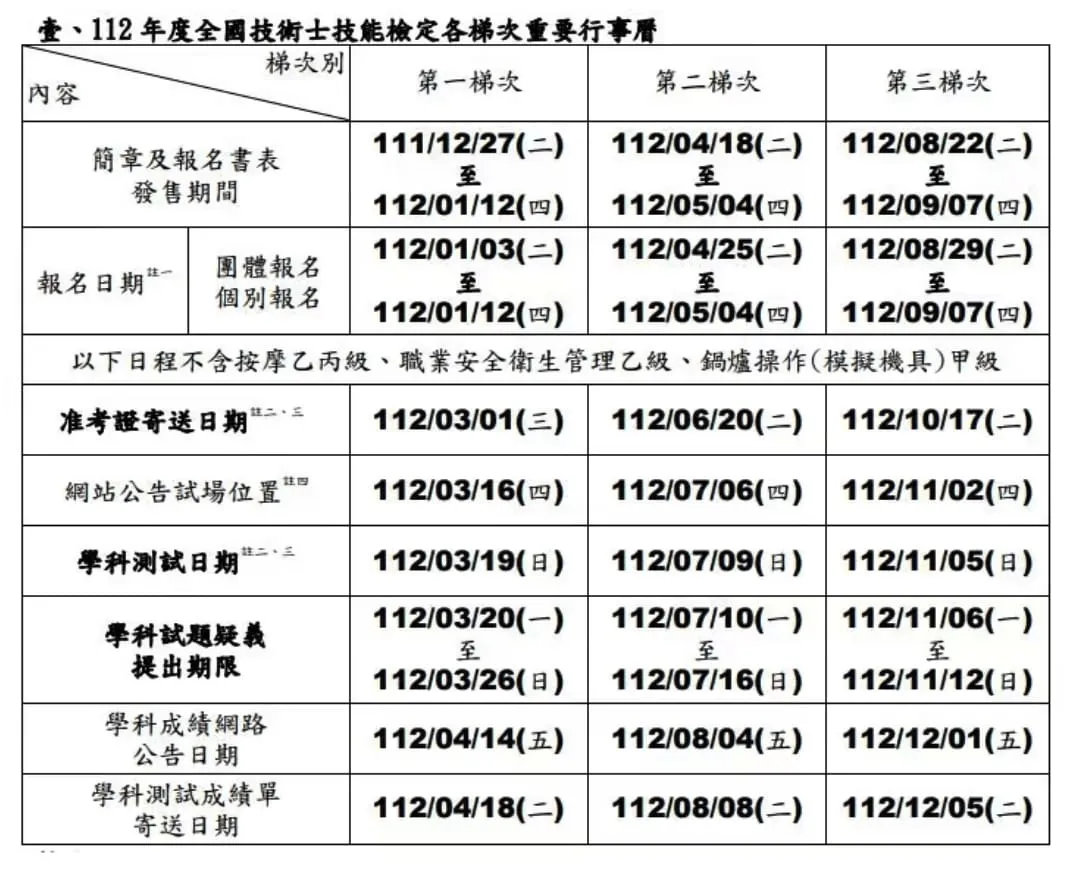 壹、112年度全國技術士技能檢定各梯次重要行事曆
梯次別
內容
第一梯次 第二梯次 第三梯次
簡章及報名書表
發售期間
111/12/27(二)
至
112/01/12(四)
112/04/18(二)
至
112/05/04(四)
112/08/22(二)
至
112/09/07(四)
報名日期註一
團體報名
個別報名
112/01/03(二)
至
112/01/12(四)
112/04/25(二)
至
112/05/04(四)
112/08/29(二)
至
112/09/07(四)
以下日程不含按摩乙丙級、職業安全衛生管理乙級、鍋爐操作(模擬機具)甲級
准考證寄送日期註二、三 112/03/01(三) 112/06/20(二) 112/10/17(二)
網站公告試場位置註四 112/03/16(四) 112/07/06(四) 112/11/02(四)
學科測試日期註二、三 112/03/19(日) 112/07/09(日) 112/11/05(日)
學科試題疑義
提出期限
112/03/20(一)
至
112/03/26(日)
112/07/10(一)
至
112/07/16(日)
112/11/06(一)
至
112/11/12(日)
學科成績網路
公告日期
112/04/14(五) 112/08/04(五) 112/12/01(五)
學科測試成績單
寄送日期
112/04/18(二) 112/08/08(二) 112/12/05(二)